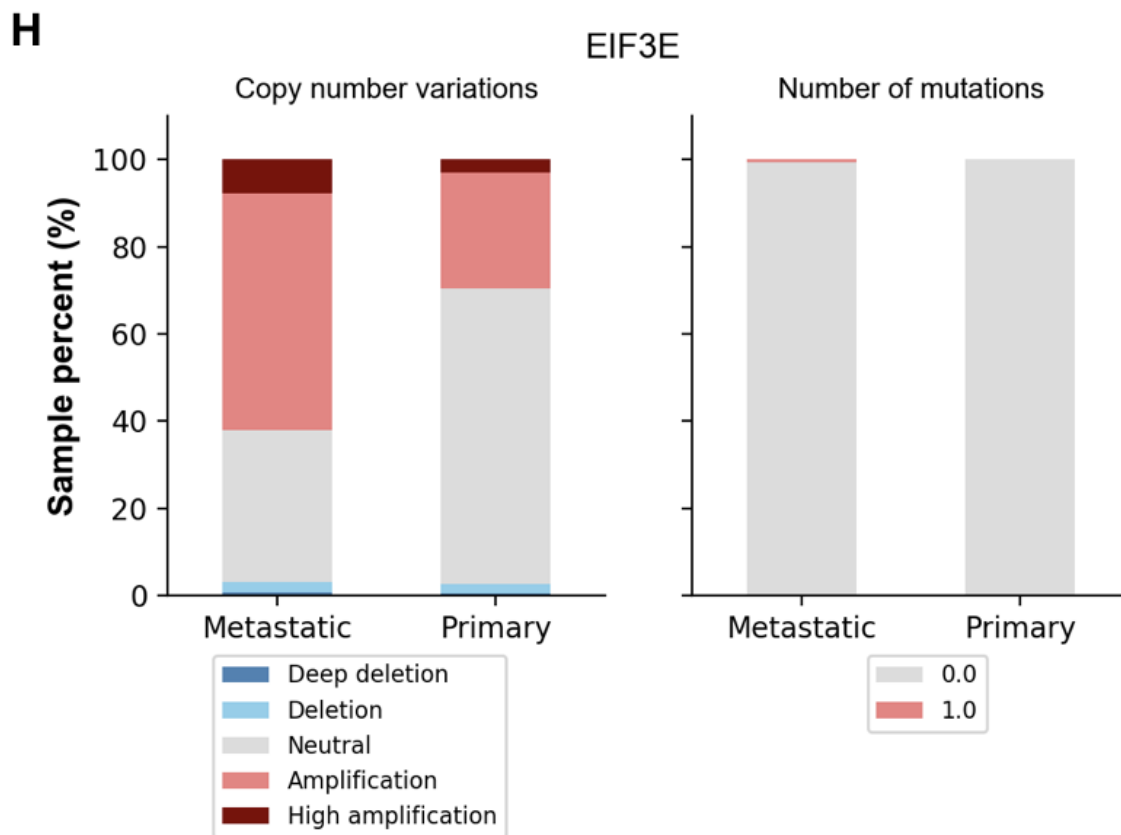 H
EIF3E
Copy number variations
Number of mutations
Sample percent (%)
100
80
60
40
20
0
Metastatic
Primary
Metastatic
Primary
Deep deletion
Deletion
Neutral
Amplification
High amplification
0.0
1.0